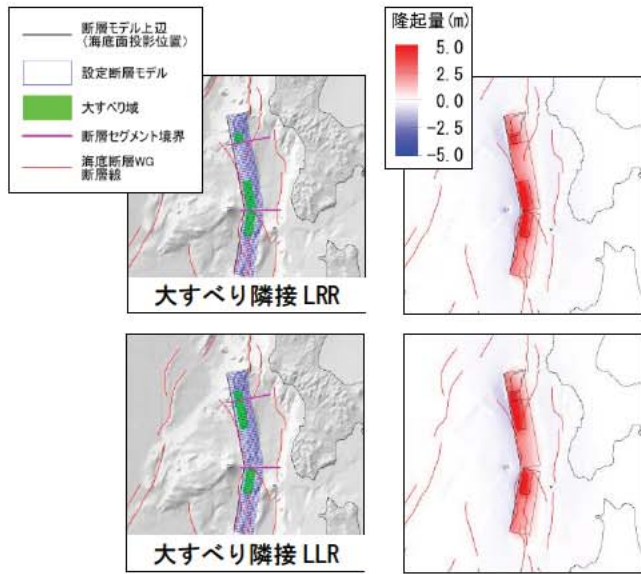 断層モデル上辺
（海底面投影位置）
設定断層モデル
大すべり域
断層セグメント境界
海底断層WG
断層線
隆起量(m)
5.0
2.5
0.0
-2.5
-5.0
大すべり隣接 LRR
大すべり隣接 LLR